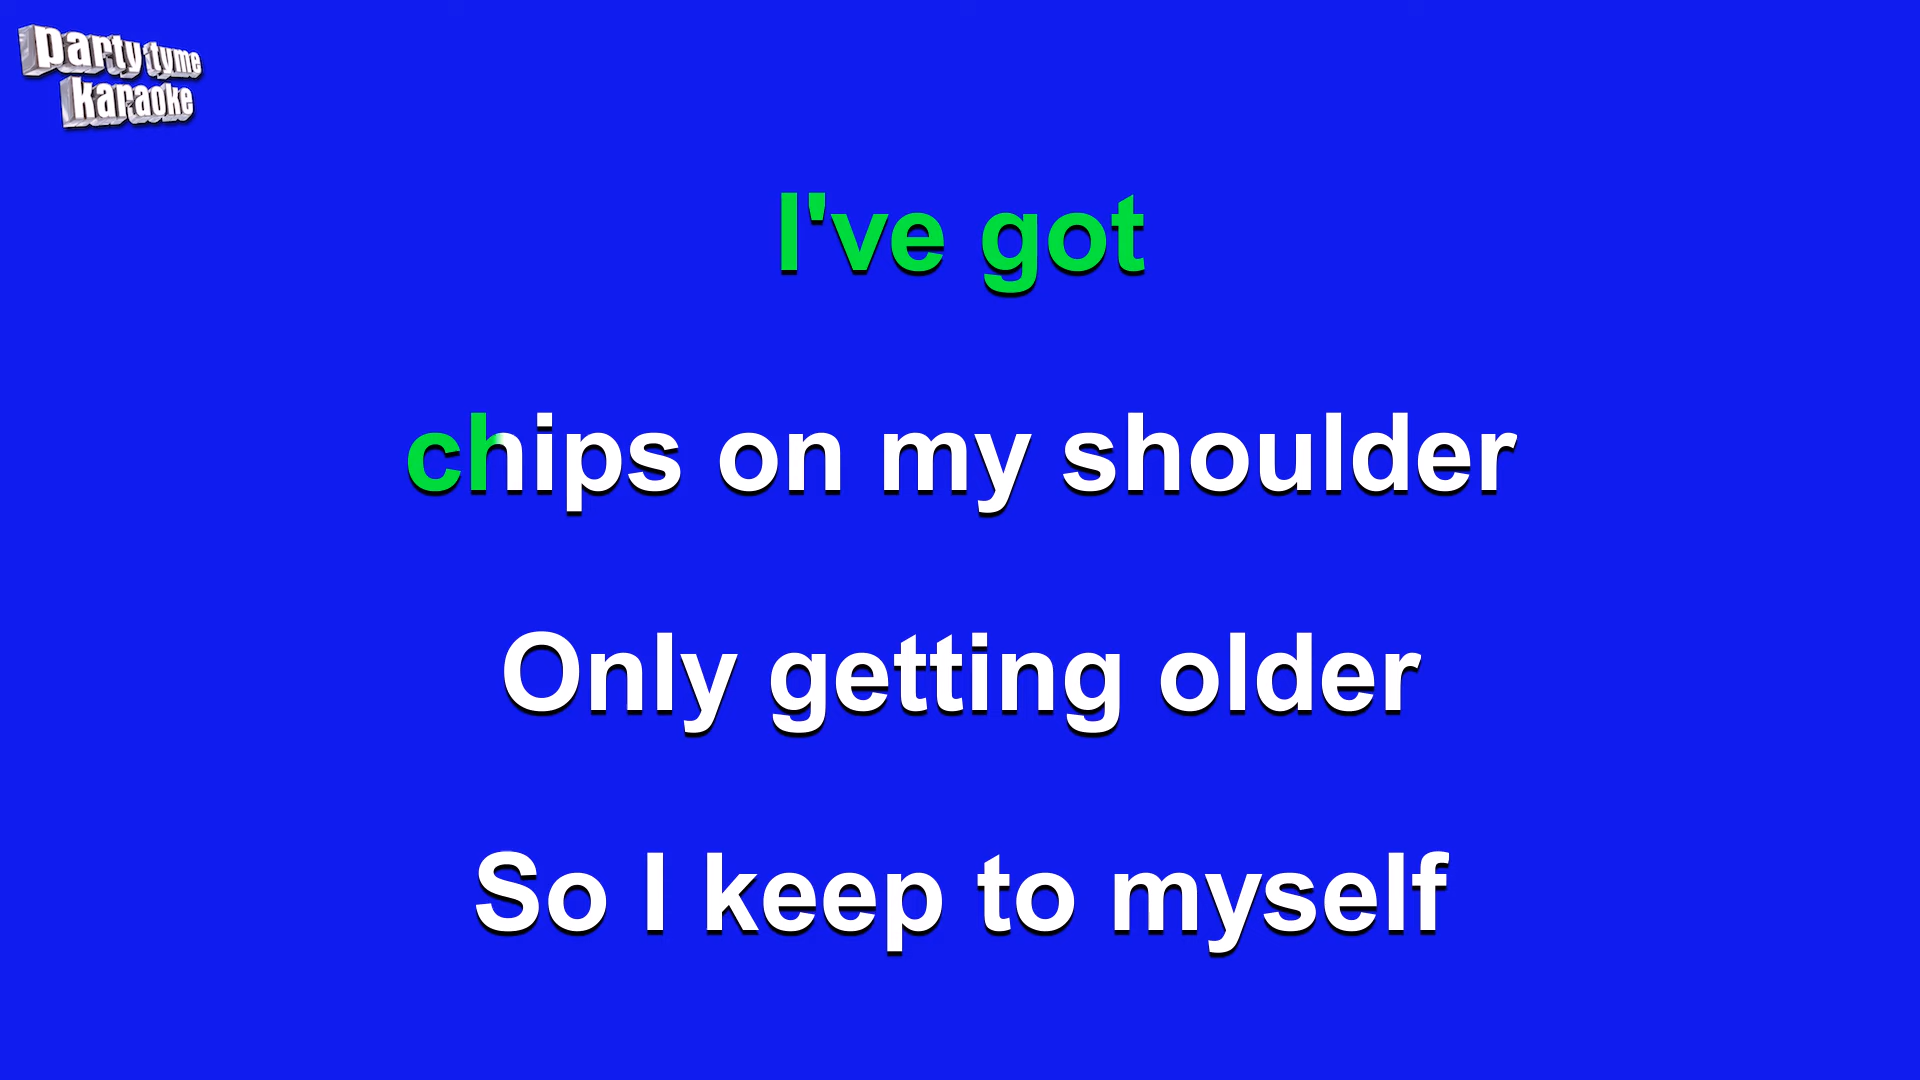 party tyme
karaoke
I've got
chips on my shoulder
Only getting older
So I keep to myself